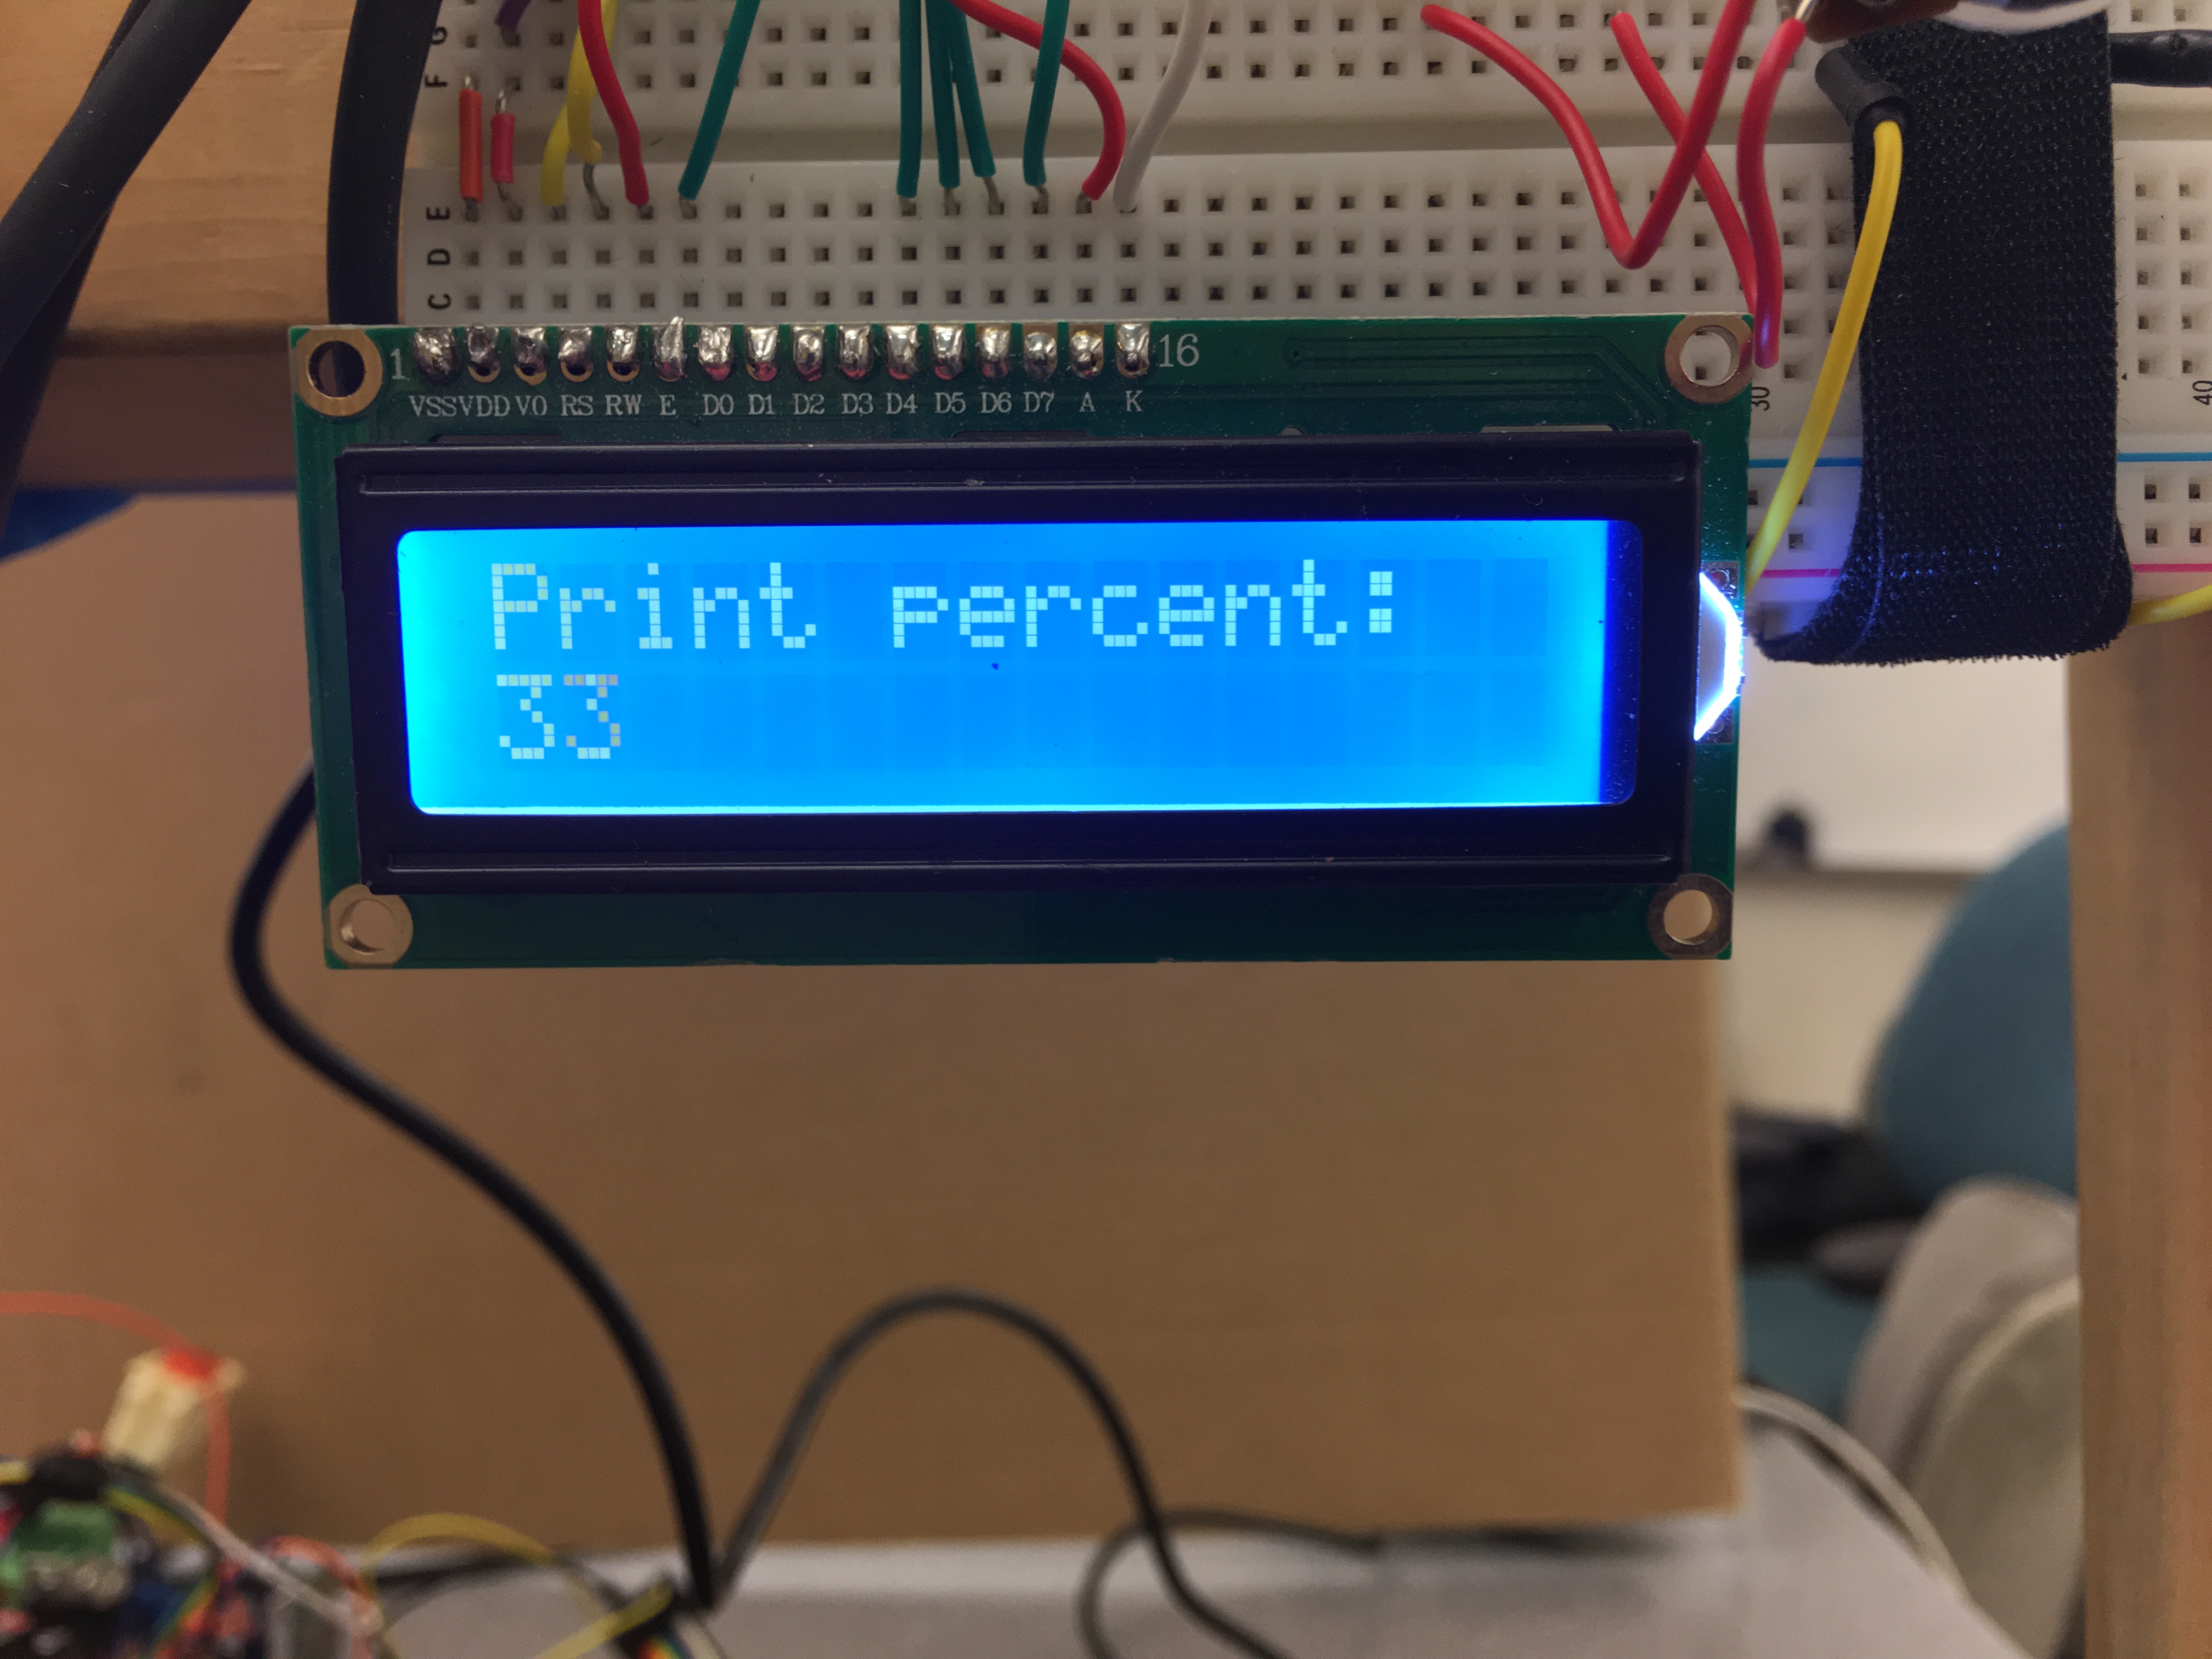 G
F
E
D
C
1 16
VSS VDD V0 RS RW E D0 D1 D2 D3 D4 D5 D6 D7 A K
30
40
Print percent:
33